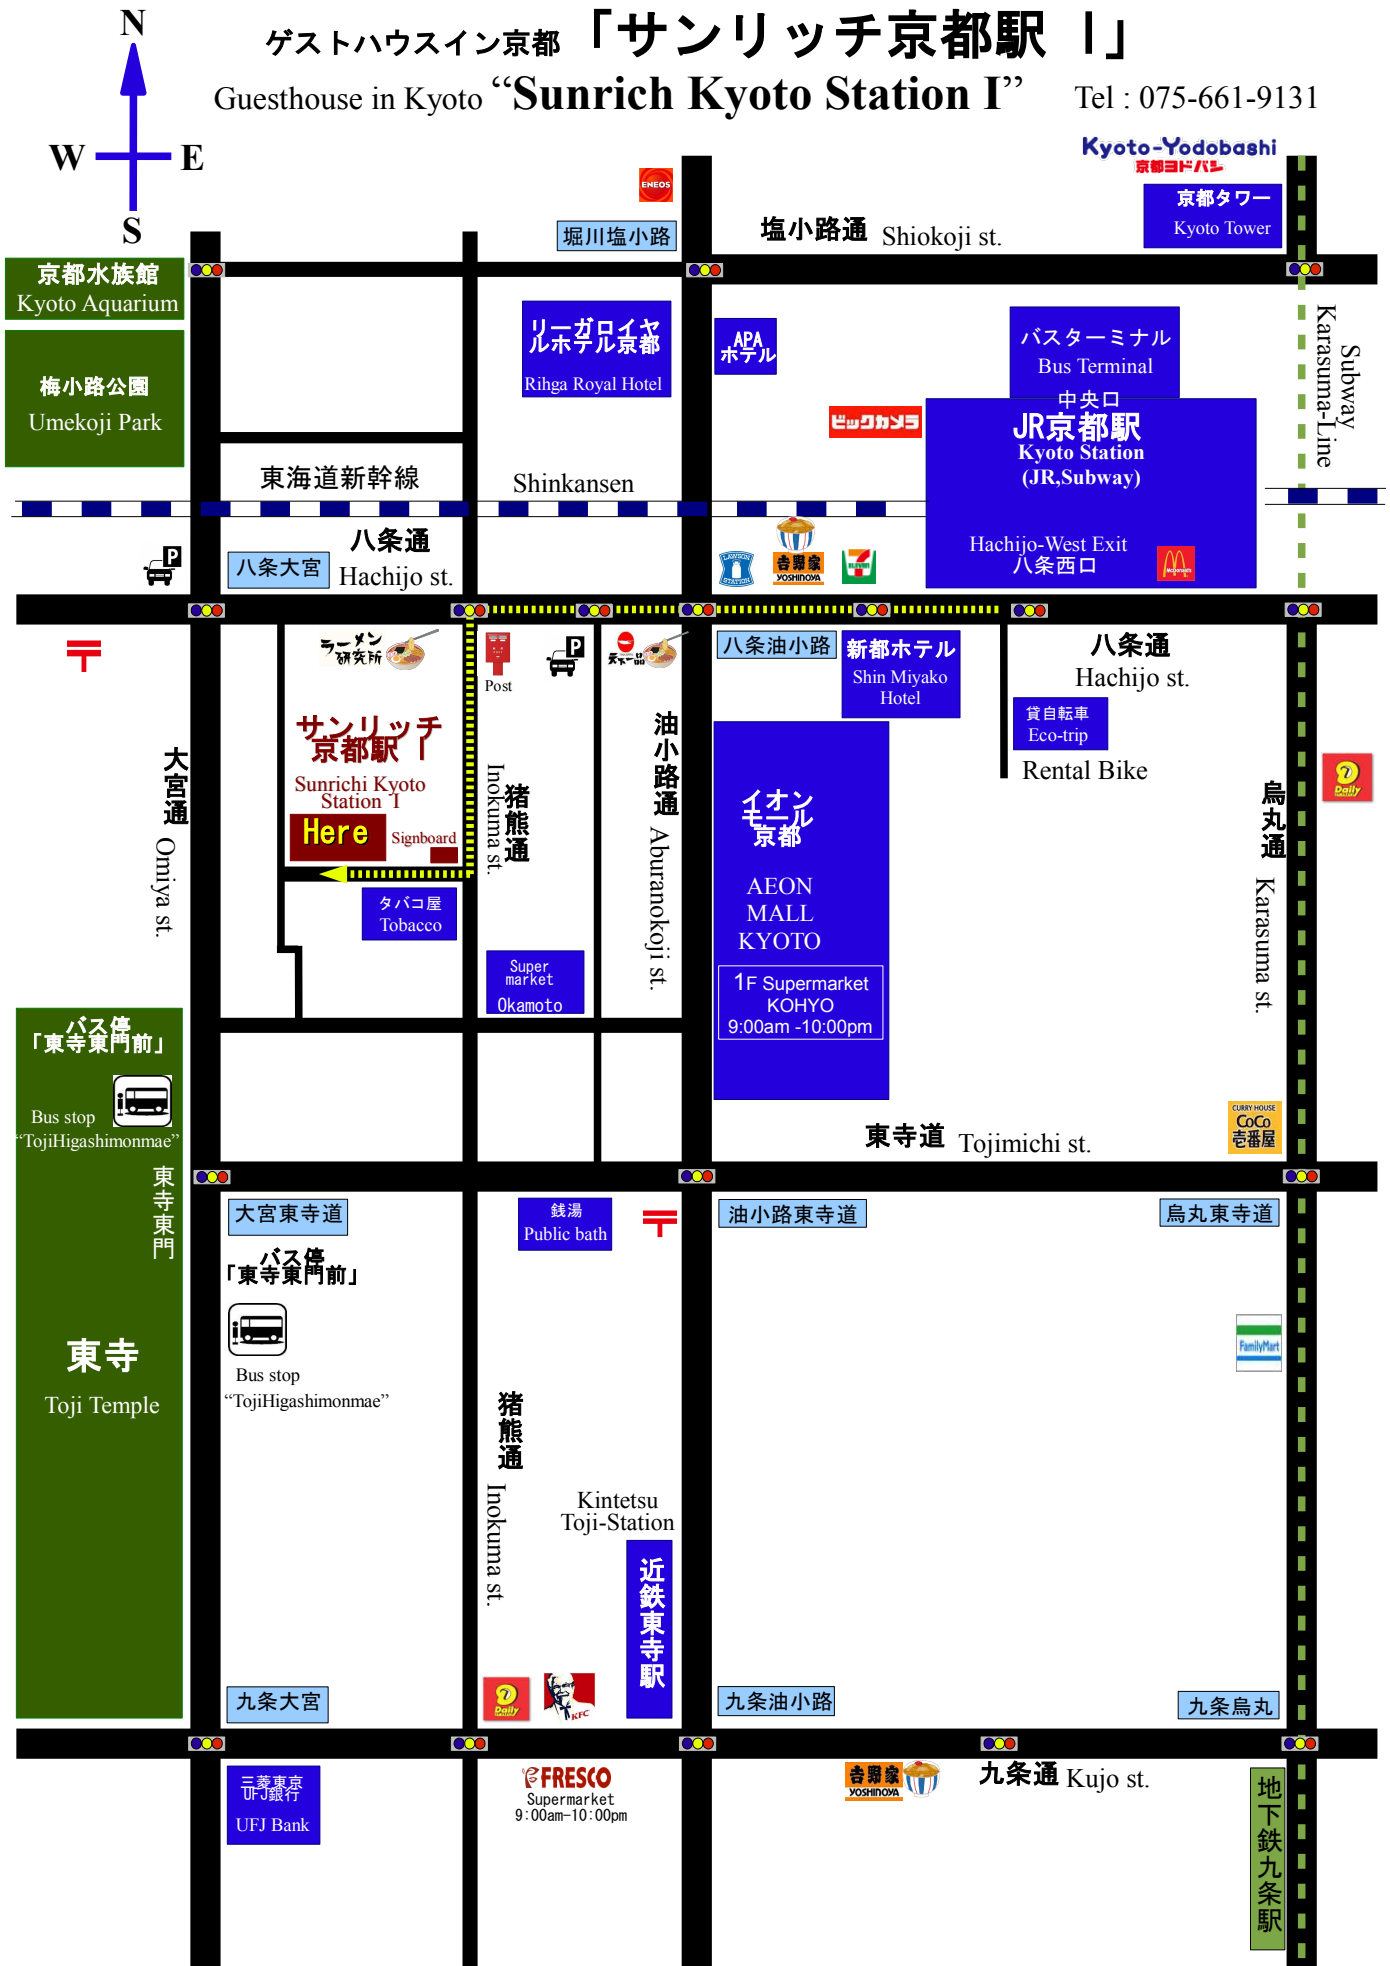 N
W
E
S
ゲストハウスイン京都「サンリッチ京都駅 Ⅰ」
Guesthouse in Kyoto “Sunrich Kyoto Station I”
Tel : 075-661-9131
Kyoto-Yodobashi
京都ヨドバシ
京都タワー
Kyoto Tower
ENEOS
堀川塩小路
塩小路通 Shiokoji st.
京都水族館
Kyoto Aquarium
梅小路公園
Umekoji Park
リーガロイヤ
ルホテル京都
Rihga Royal Hotel
APA
ホテル
バスターミナル
Bus Terminal
中央口
JR京都駅
Kyoto Station
(JR,Subway)
Hachijo-West Exit
八条西口
McDonald's
ビックカメラ
Subway
Karasuma-Line
東海道新幹線
Shinkansen
八条通
Hachijo st.
P
八条大宮
LAWSON
STATION
吉野家
YOSHINOYA
7
ELEVEN
〒
ラーメン
研究所
Post
P
天下一品
八条油小路
新都ホテル
Shin Miyako
Hotel
八条通
Hachijo st.
貸自転車
Eco-trip
Rental Bike
サンリッチ
京都駅 Ⅰ
Sunrichi Kyoto
Station I
Here
Signboard
大宮通 Omiya st.
猪熊通
Inokuma st.
油小路通 Aburanokoji st.
イオン
モール
京都
AEON
MALL
KYOTO
1F Supermarket
KOHYO
9:00am -10:00pm
烏丸通 Karasuma st.
Daily
タバコ屋
Tobacco
Super
market
Okamoto
バス停
「東寺東門前」
Bus stop
“TojiHigashimonmae”
東寺東門
東寺
Toji Temple
東寺道 Tojimichi st.
CURRY HOUSE
CoCo
壱番屋
大宮東寺道
銭湯
Public bath
〒
油小路東寺道
烏丸東寺道
バス停
「東寺東門前」
Bus stop
“TojiHigashimonmae”
FamilyMart
猪熊通
Inokuma st.
Kintetsu
Toji-Station
近鉄東寺駅
九条大宮
Daily
KFC
九条油小路
九条烏丸
三菱東京
UFJ銀行
UFJ Bank
FRESCO
Supermarket
9:00am-10:00pm
吉野家
YOSHINOYA
九条通 Kujo st.
地下鉄九条駅